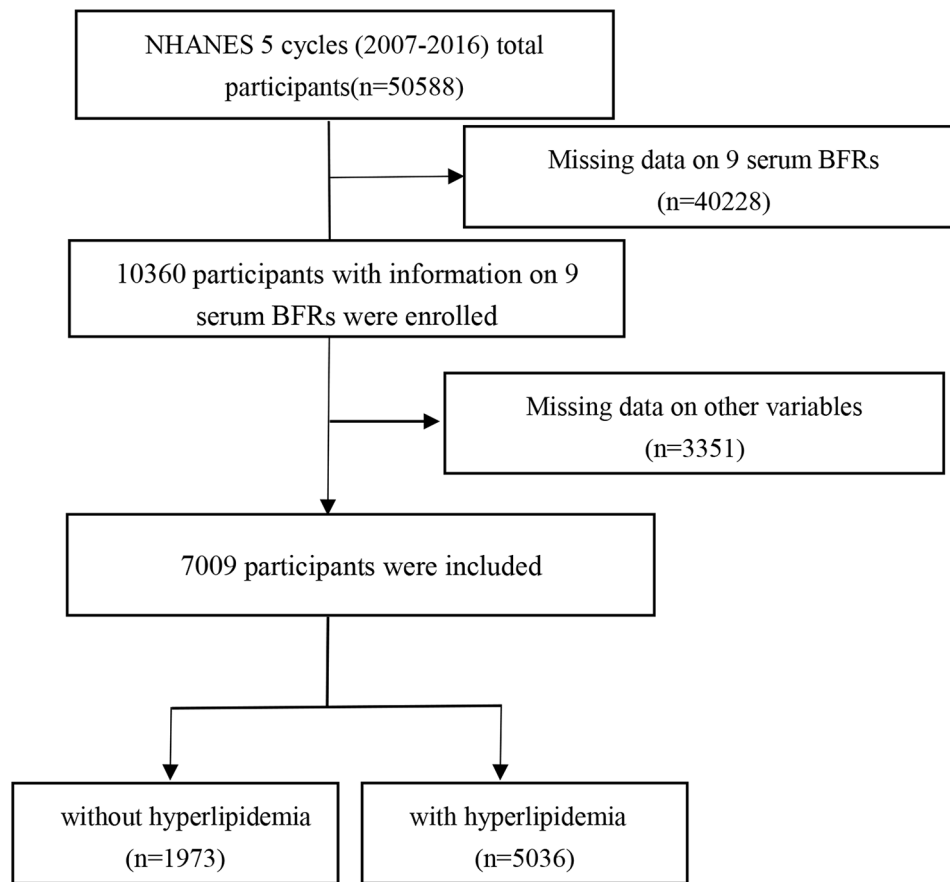 NHANES 5 cycles (2007-2016) total
participants(n=50588)
Missing data on 9 serum BFRs
(n=40228)
10360 participants with information on 9
serum BFRs were enrolled
Missing data on other variables
(n=3351)
7009 participants were included
without hyperlipidemia
(n=1973)
with hyperlipidemia
(n=5036)